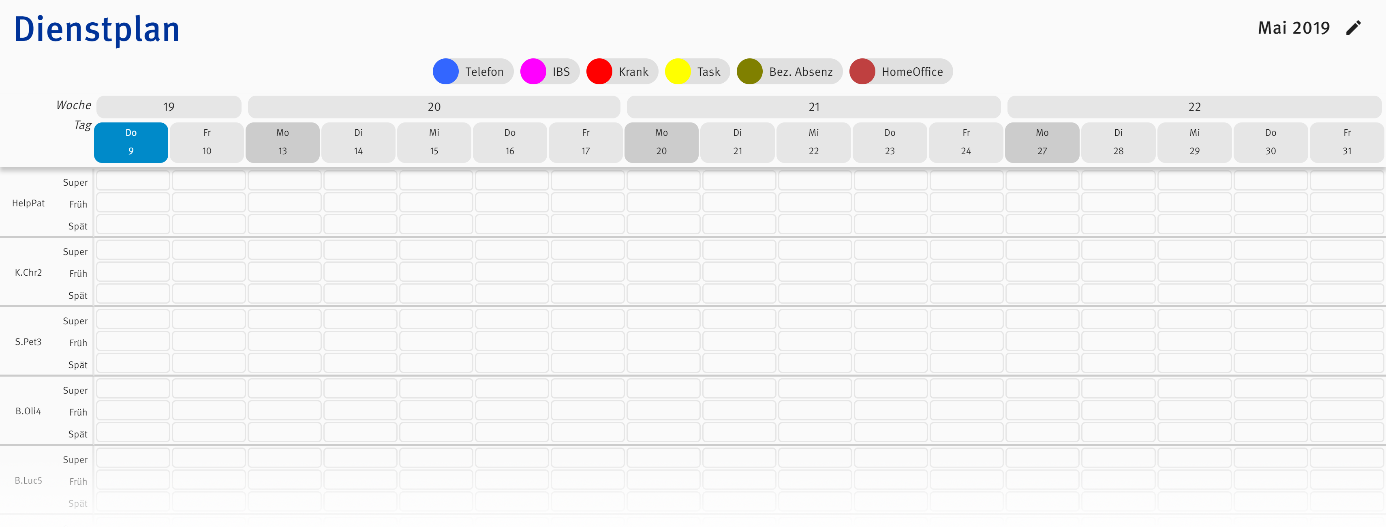 Dienstplan
Mai 2019
Telefon IBS Krank Task Bez. Absenz HomeOffice
Woche 19 20 21 22
Tag Do Fr Mo Di Mi Do Fr Mo Di Mi Do Fr Mo Di Mi Do Fr
9 10 13 14 15 16 17 20 21 22 23 24 27 28 29 30 31
Super
HelpPat Früh
Spät
Super
K.Chr2 Früh
Spät
Super
S.Pet3 Früh
Spät
Super
B.Oli4 Früh
Spät
Super
B.Luc5 Früh
Spät